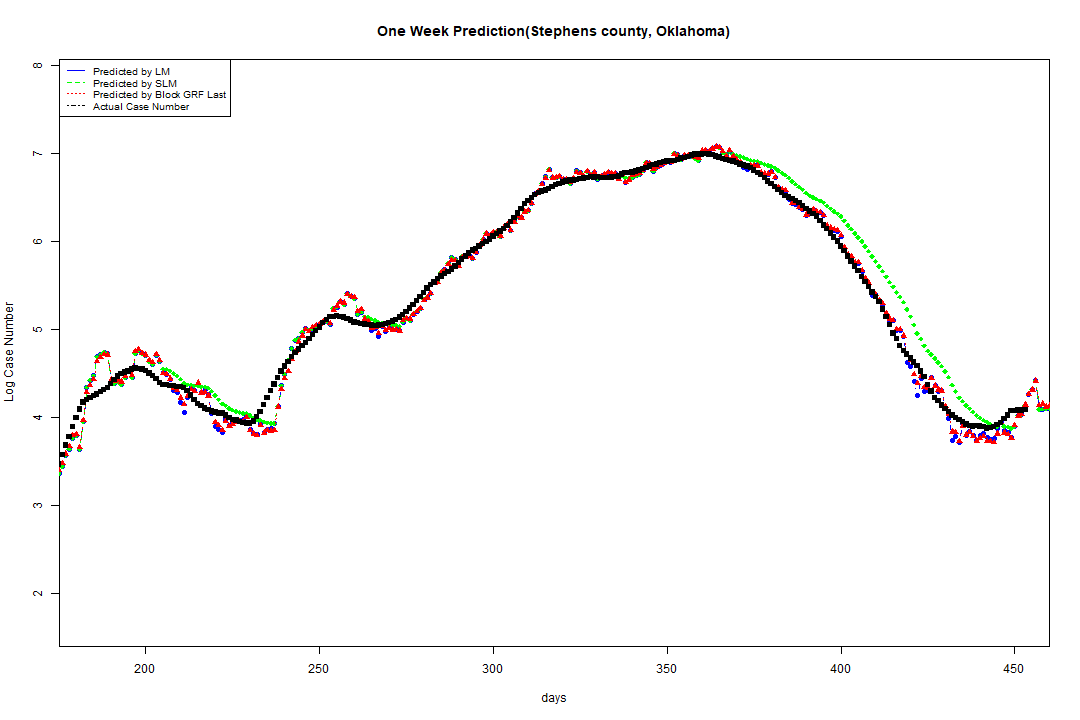 One Week Prediction(Stephens county, Oklahoma)
Predicted by LM
Predicted by SLM
Predicted by Block GRF Last
Actual Case Number
8
7
6
5
4
3
2
Log Case Number
200 250 300 350 400 450
days